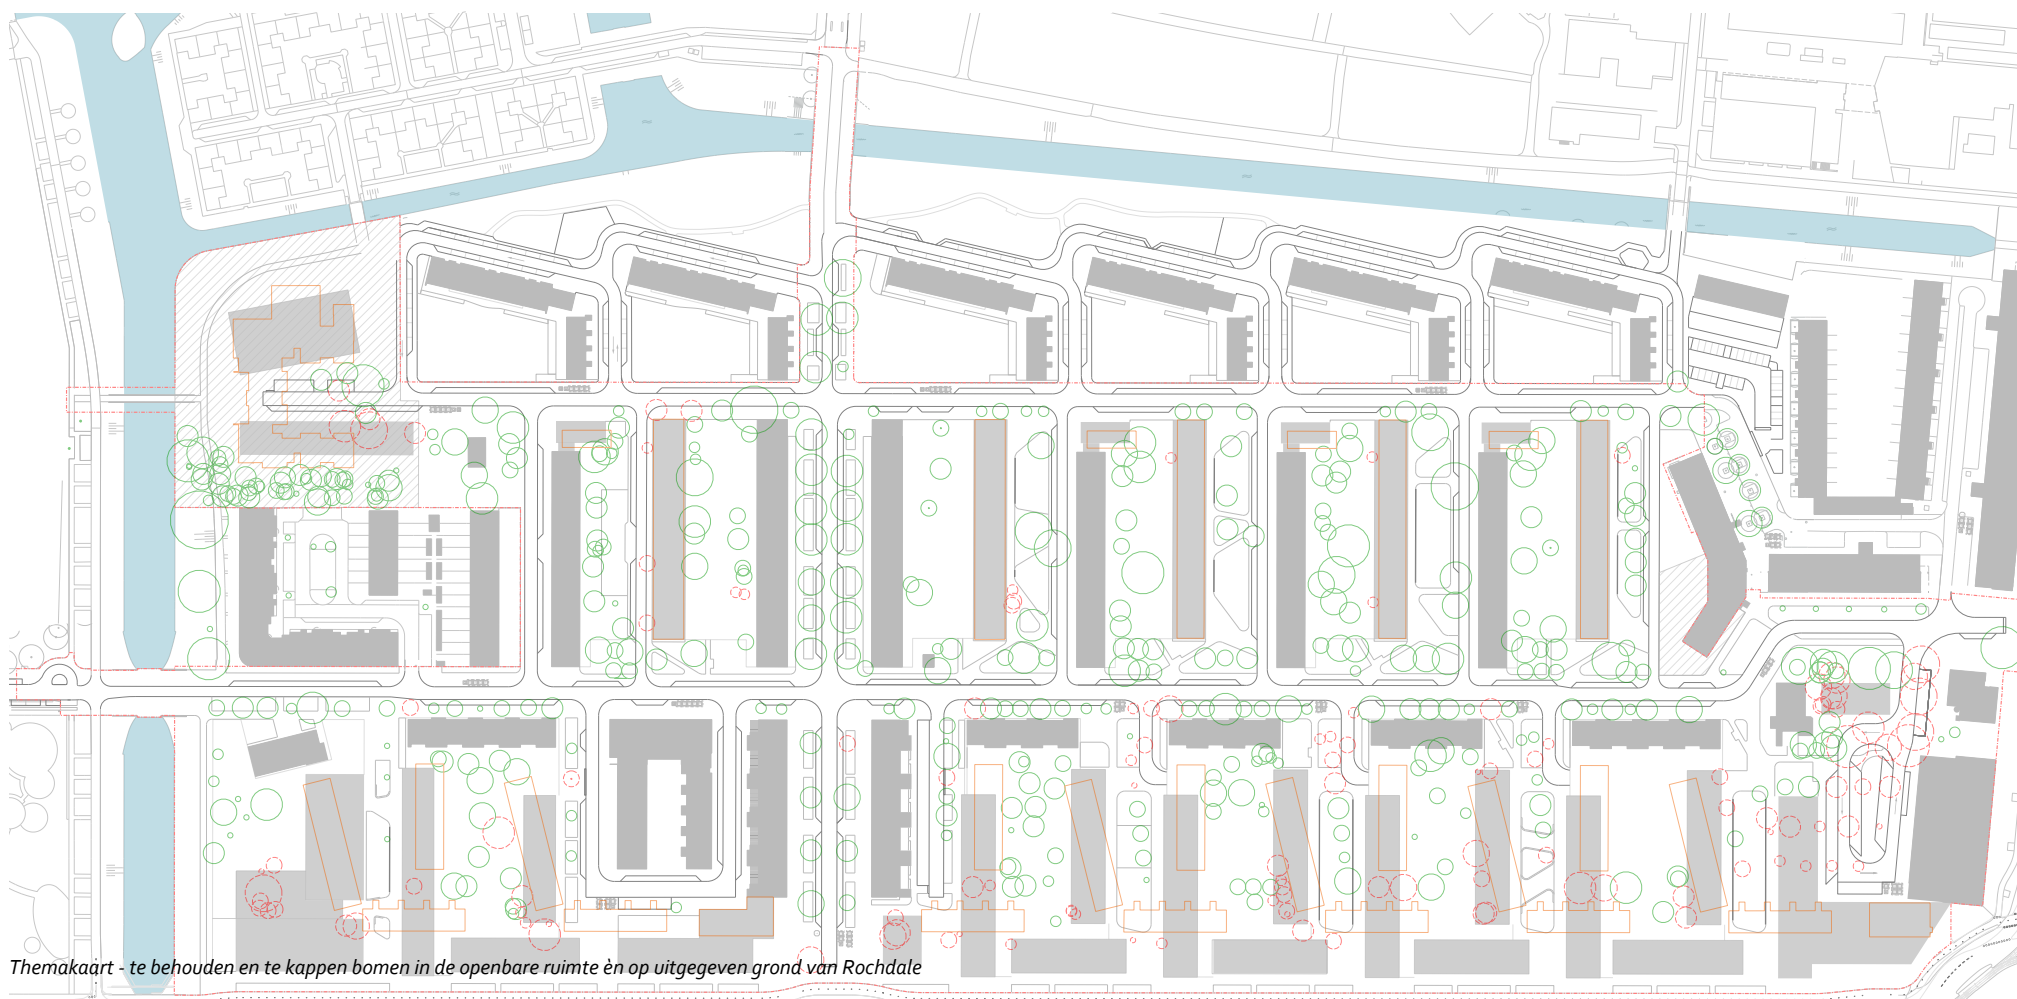 Themakaart - te behouden en te kappen bomen in de openbare ruimte èn op uitgegeven grond van Rochdale